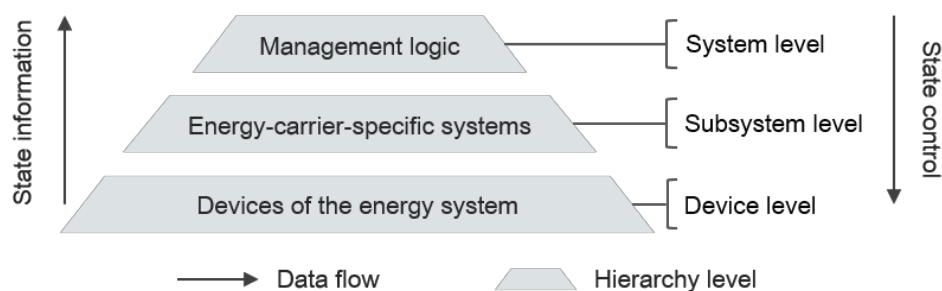 State information
Management logic
System level
Energy-carrier-specific systems
Subsystem level
Devices of the energy system
Device level
State control
Data flow
Hierarchy level